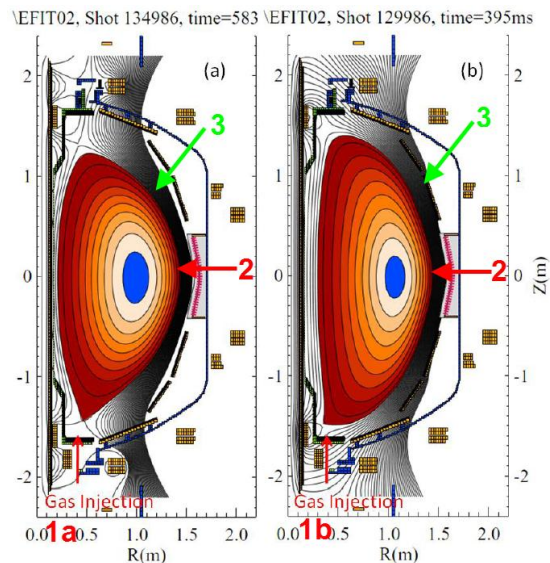 \EFIT02, Shot 134986, time=583 \EFIT02, Shot 129986, time=395ms
(a)
(b)
3
3
2
2
2
2
1
1
0
0
Z(m)
-1
-1
-2
-2
Gas Injection
Gas Injection
1a
1b
0.0 0.5 1.0 1.5 2.0
0.0 0.5 1.0 1.5 2.0
R(m)
R(m)